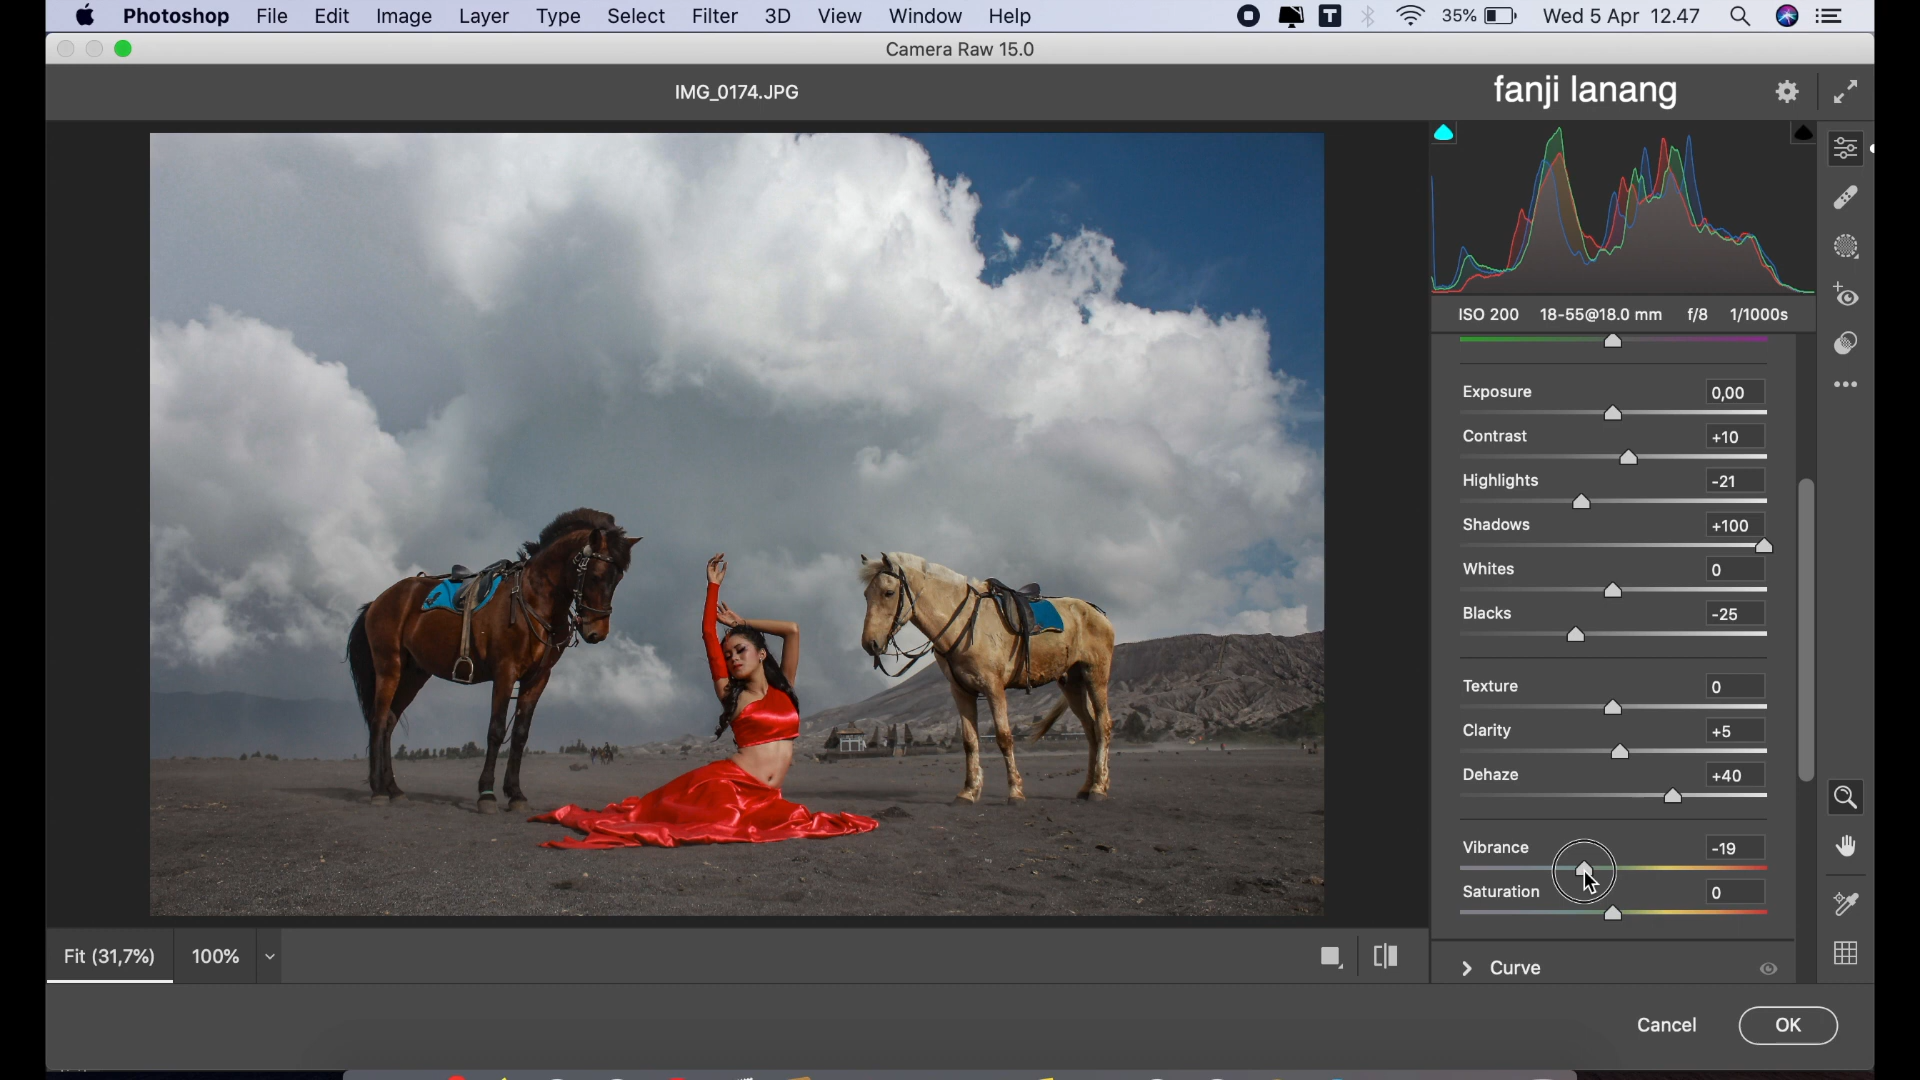 Photoshop File Edit Image Layer Type Select Filter 3D View Window Help 35% Wed 5 Apr 12.47
Camera Raw 15.0
IMG_0174.JPG
fanji lanang
ISO 200 18-55@18.0 mm f/8 1/1000s
Exposure 0,00
Contrast +10
Highlights -21
Shadows +100
Whites 0
Blacks -25
Texture 0
Clarity +5
Dehaze +40
Vibrance -19
Saturation 0
Curve
Fit (31,7%) 100%
Cancel OK